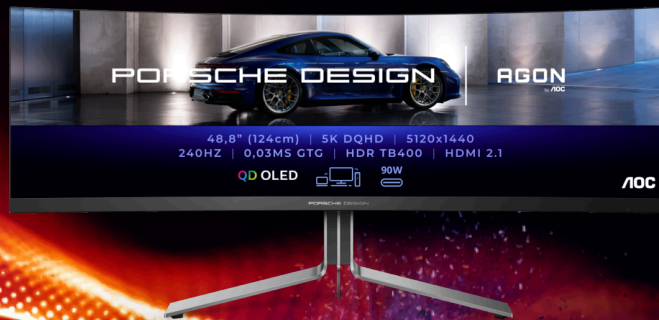 PORSCHE DESIGN | AGON
by AOC
48,8" (124cm) | 5K DQHD | 5120x1440
240HZ | 0,03MS GTG | HDR TB400 | HDMI 2.1
QD OLED 90W
AOC
PORSCHE DESIGN